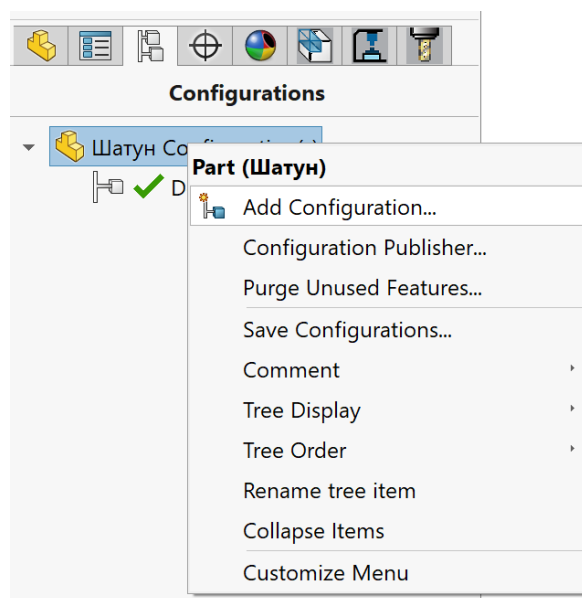 Configurations
Шатун
Part (Шатун)
Add Configuration...
Configuration Publisher...
Purge Unused Features...
Save Configurations...
Comment
Tree Display
Tree Order
Rename tree item
Collapse Items
Customize Menu